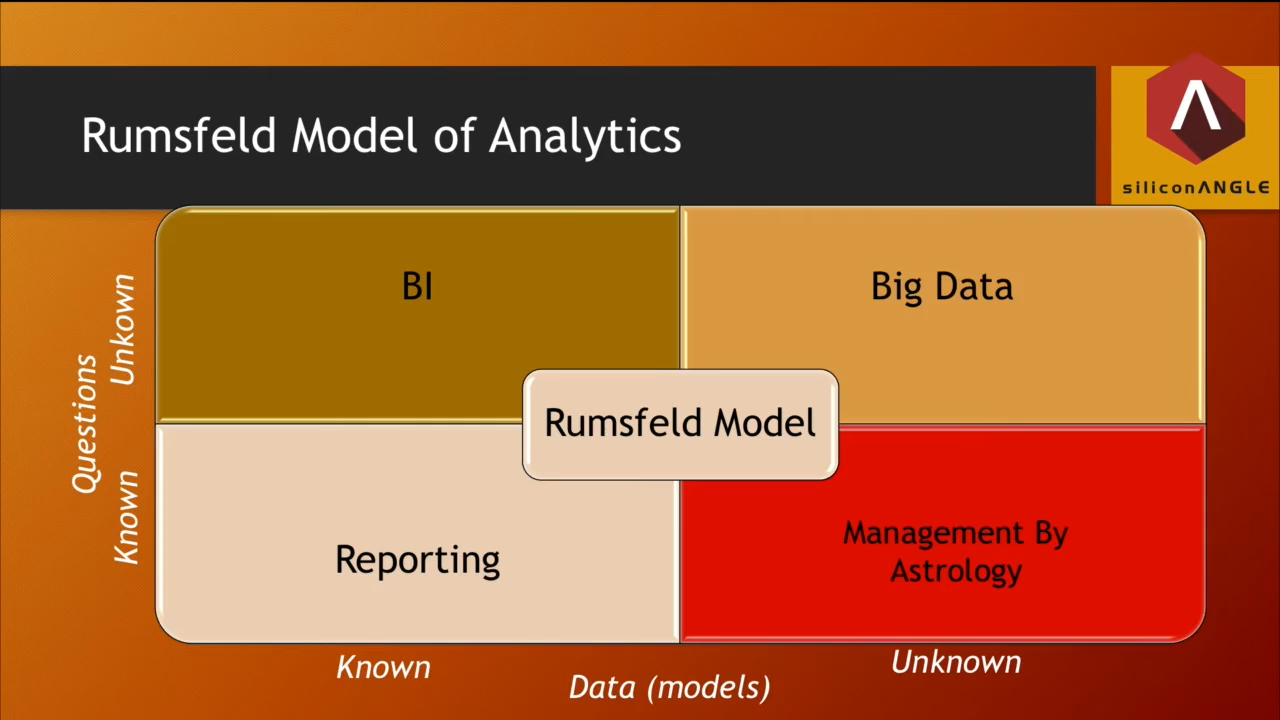 Rumsfeld Model of Analytics
siliconANGLE
BI
Big Data
Questions
Unkown
Known
Rumsfeld Model
Reporting
Management By
Astrology
Known
Unknown
Data (models)